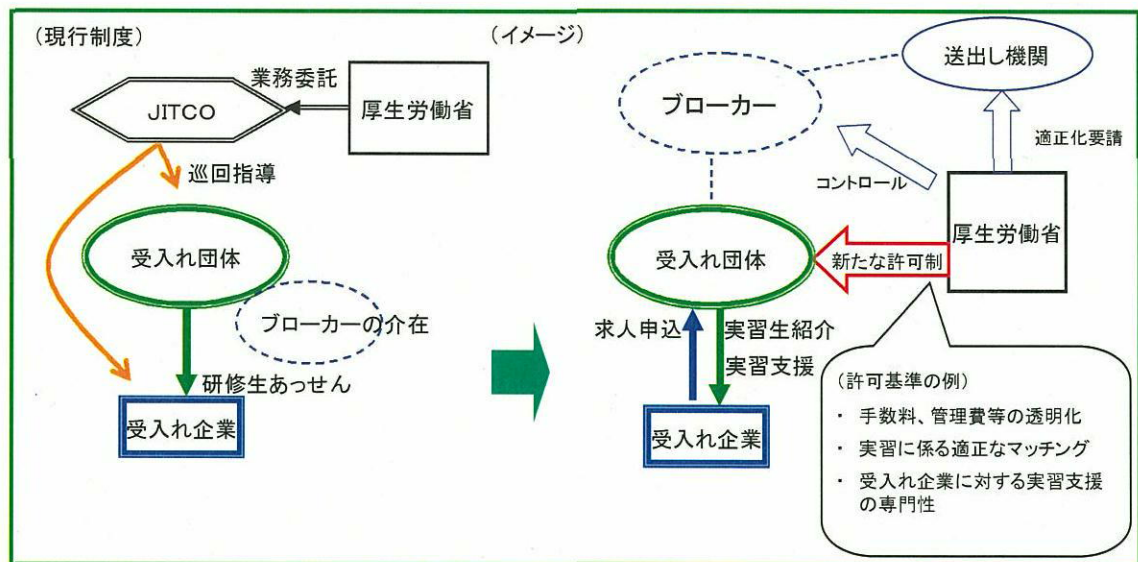 (現行制度)
業務委託
JITCO
厚生労働省
巡回指導
受入れ団体
ブローカーの介在
研修生あっせん
受入れ企業
(イメージ)
送出し機関
ブローカー
適正化要請
コントロール
厚生労働省
受入れ団体
新たな許可制
求人申込
実習生紹介
実習支援
受入れ企業
(許可基準の例)
・ 手数料、管理費等の透明化
・ 実習に係る適正なマッチング
・ 受入れ企業に対する実習支援
の専門性